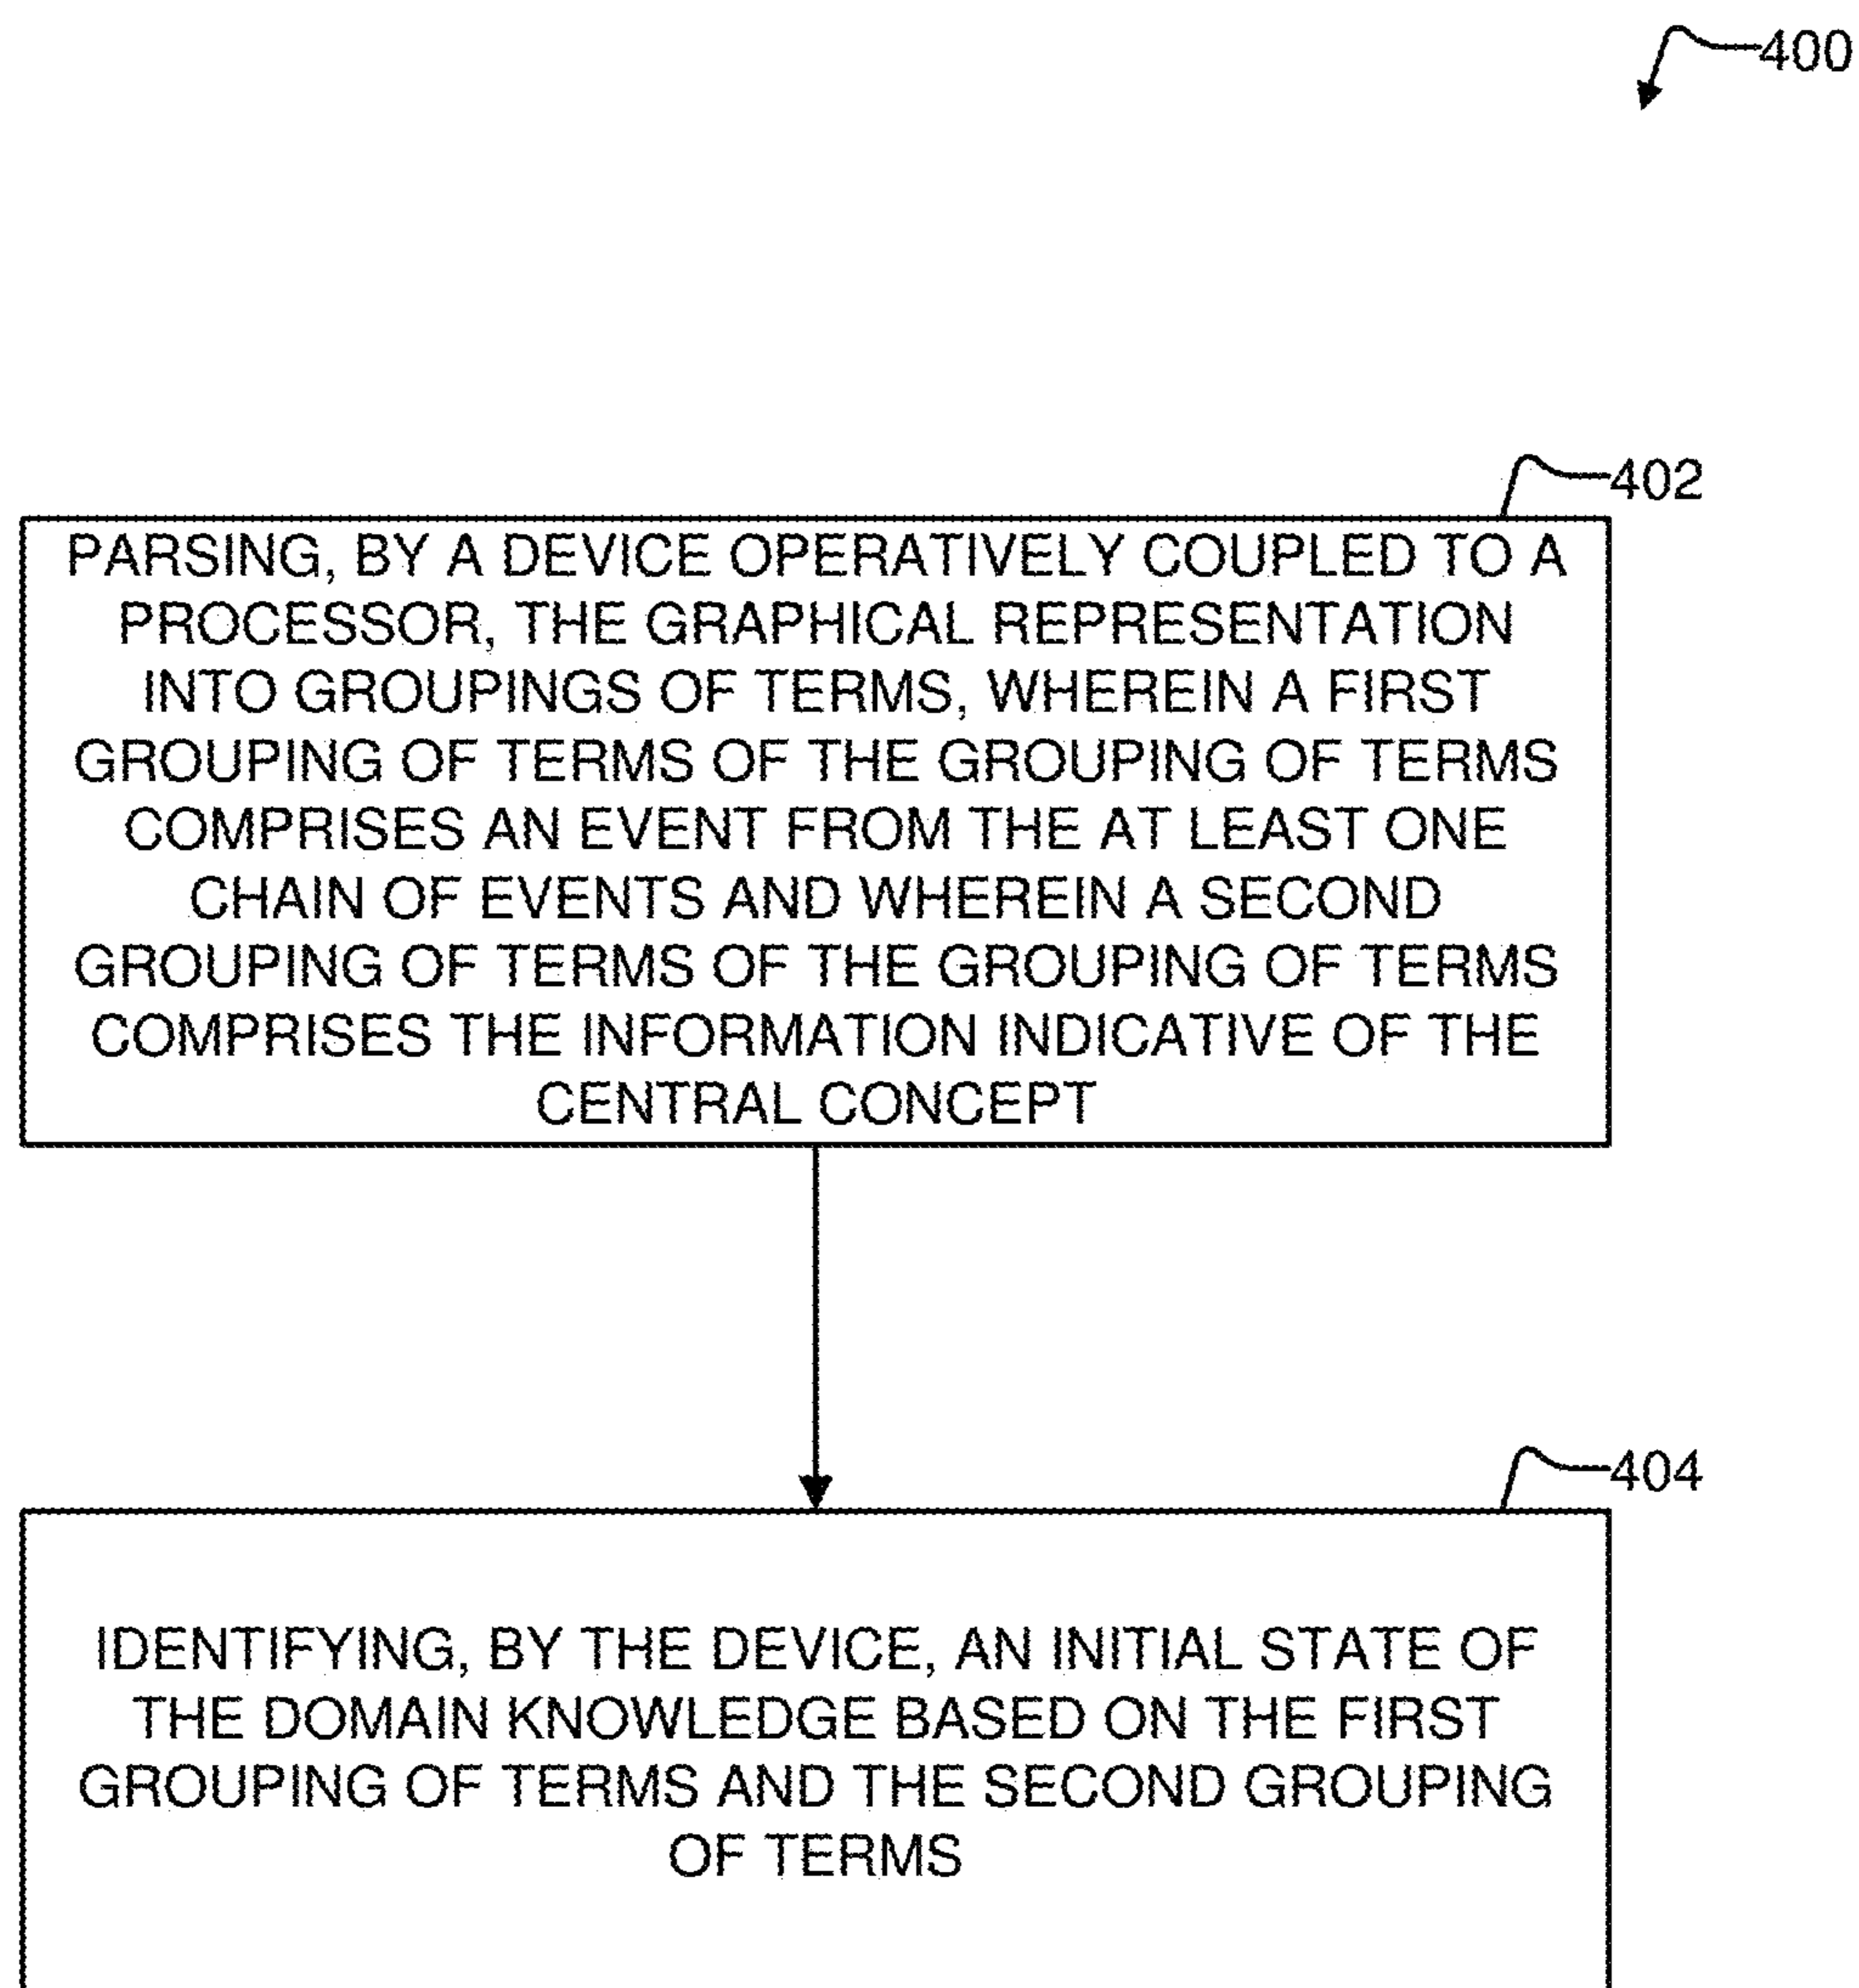 400
402
PARSING, BY A DEVICE OPERATIVELY COUPLED TO A
PROCESSOR, THE GRAPHICAL REPRESENTATION
INTO GROUPINGS OF TERMS, WHEREIN A FIRST
GROUPING OF TERMS OF THE GROUPING OF TERMS
COMPRISES AN EVENT FROM THE AT LEAST ONE
CHAIN OF EVENTS AND WHEREIN A SECOND
GROUPING OF TERMS OF THE GROUPING OF TERMS
COMPRISES THE INFORMATION INDICATIVE OF THE
CENTRAL CONCEPT
404
IDENTIFYING, BY THE DEVICE, AN INITIAL STATE OF
THE DOMAIN KNOWLEDGE BASED ON THE FIRST
GROUPING OF TERMS AND THE SECOND GROUPING
OF TERMS